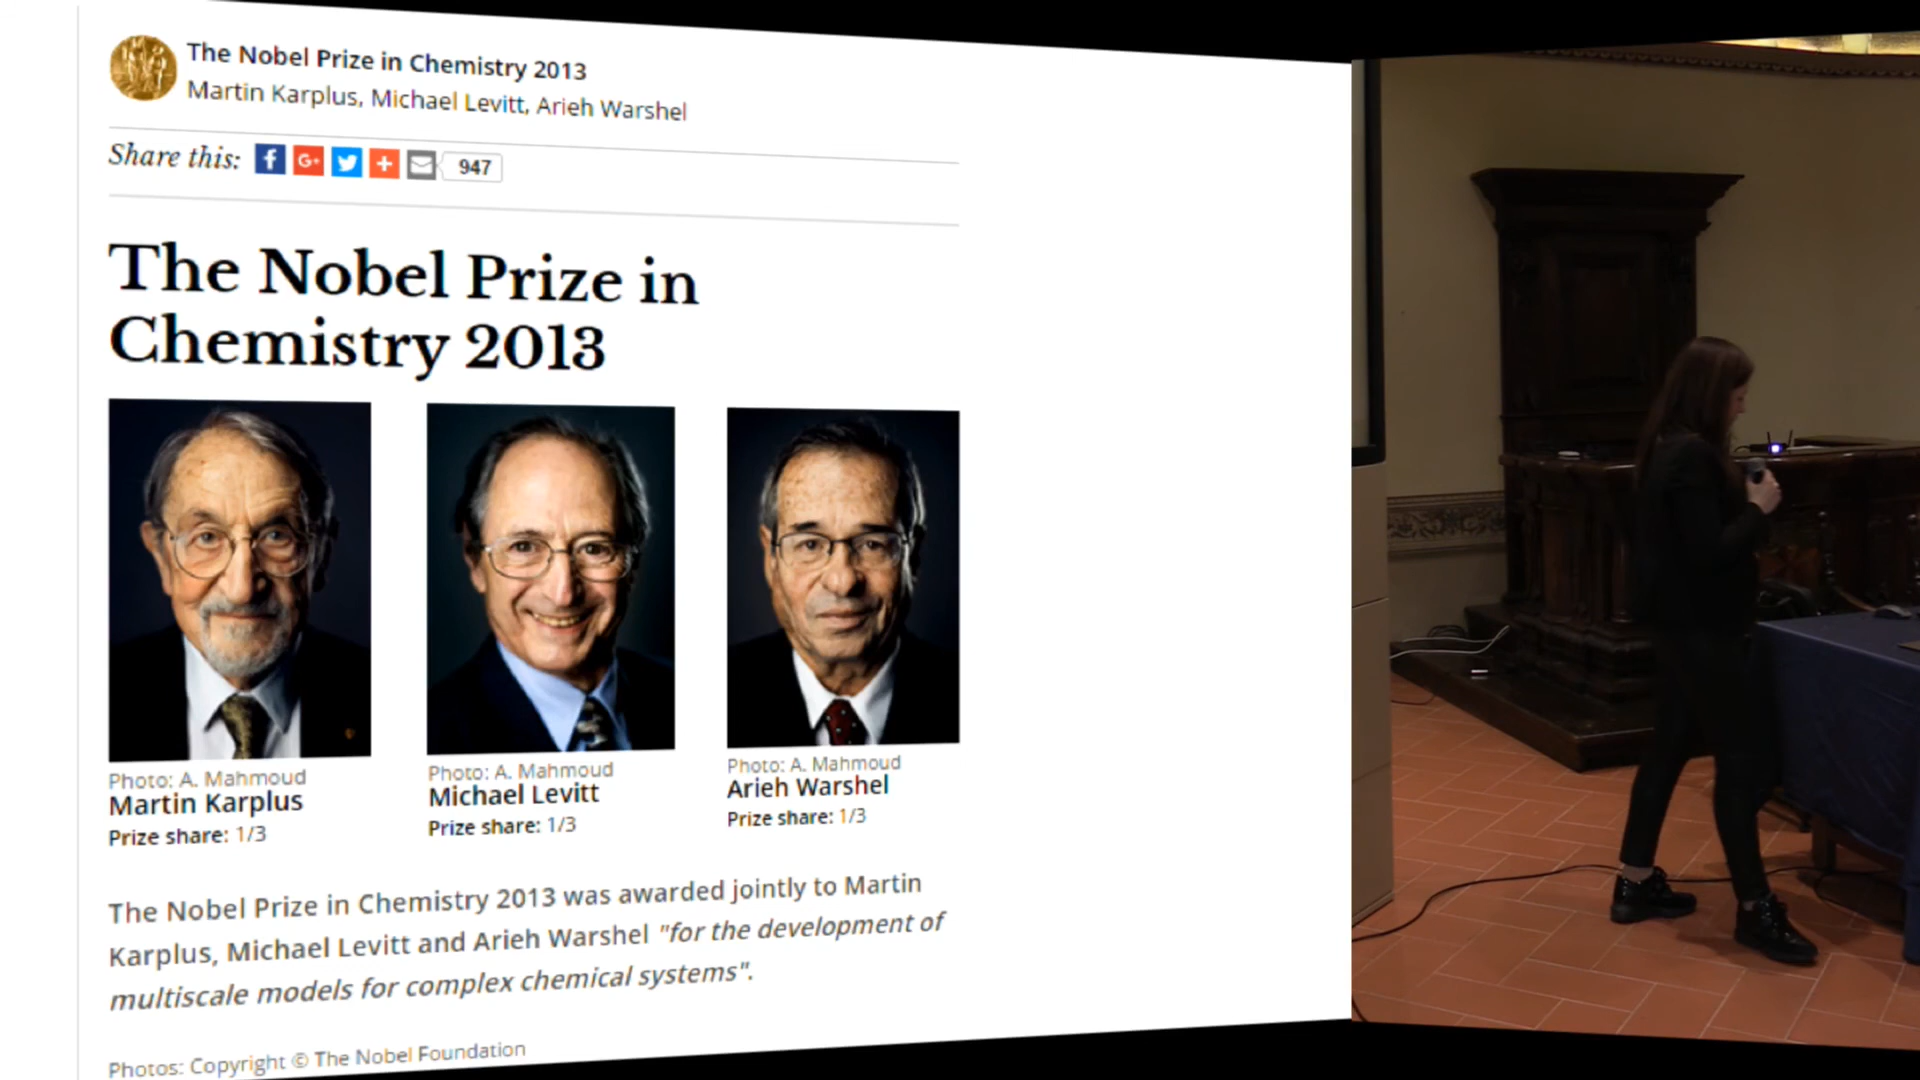 The Nobel Prize in Chemistry 2013
Martin Karplus, Michael Levitt, Arieh Warshel
Share this: f G+ 947
The Nobel Prize in
Chemistry 2013
Photo: A. Mahmoud
Martin Karplus
Prize share: 1/3
Photo: A. Mahmoud
Michael Levitt
Prize share: 1/3
Photo: A. Mahmoud
Arieh Warshel
Prize share: 1/3
The Nobel Prize in Chemistry 2013 was awarded jointly to Martin
Karplus, Michael Levitt and Arieh Warshel "for the development of
multiscale models for complex chemical systems".
Photos: Copyright © The Nobel Foundation